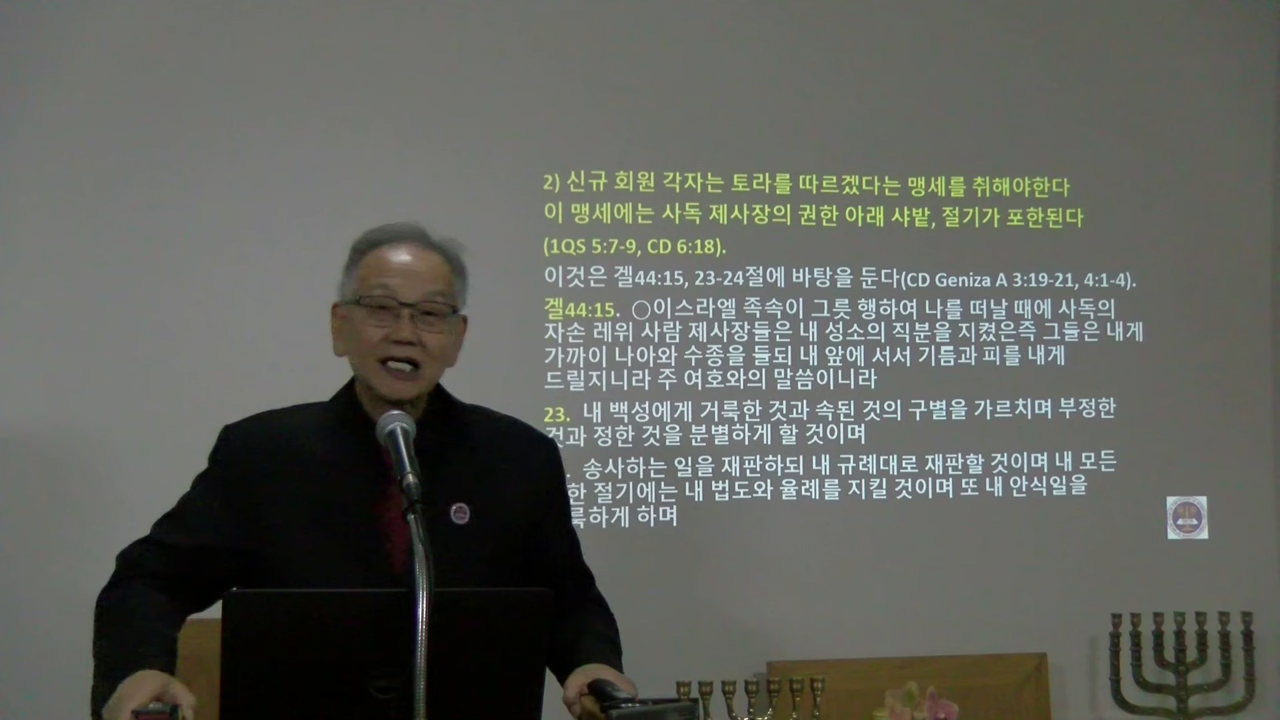 2) 신규 회원 각자는 토라를 따르겠다는 맹세를 취해야한다
이 맹세에는 사독 제사장의 권한 아래 샤밭, 절기가 포한된다
(1QS 5:7-9, CD 6:18).
이것은 겔44:15, 23-24절에 바탕을 둔다(CD Geniza A 3:19-21, 4:1-4).
겔44:15. ○이스라엘 족속이 그릇 행하여 나를 떠날 때에 사독의
자손 레위 사람 제사장들은 내 성소의 직분을 지켰은즉 그들은 내게
가까이 나아와 수종을 들되 내 앞에 서서 기름과 피를 내게
드릴지니라 주 여호와의 말씀이니라
23. 내 백성에게 거룩한 것과 속된 것의 구별을 가르치며 부정한
것과 정한 것을 분별하게 할 것이며
송사하는 일을 재판하되 내 규례대로 재판할 것이며 내 모든
한 절기에는 내 법도와 율례를 지킬 것이며 또 내 안식일을
룩하게 하며